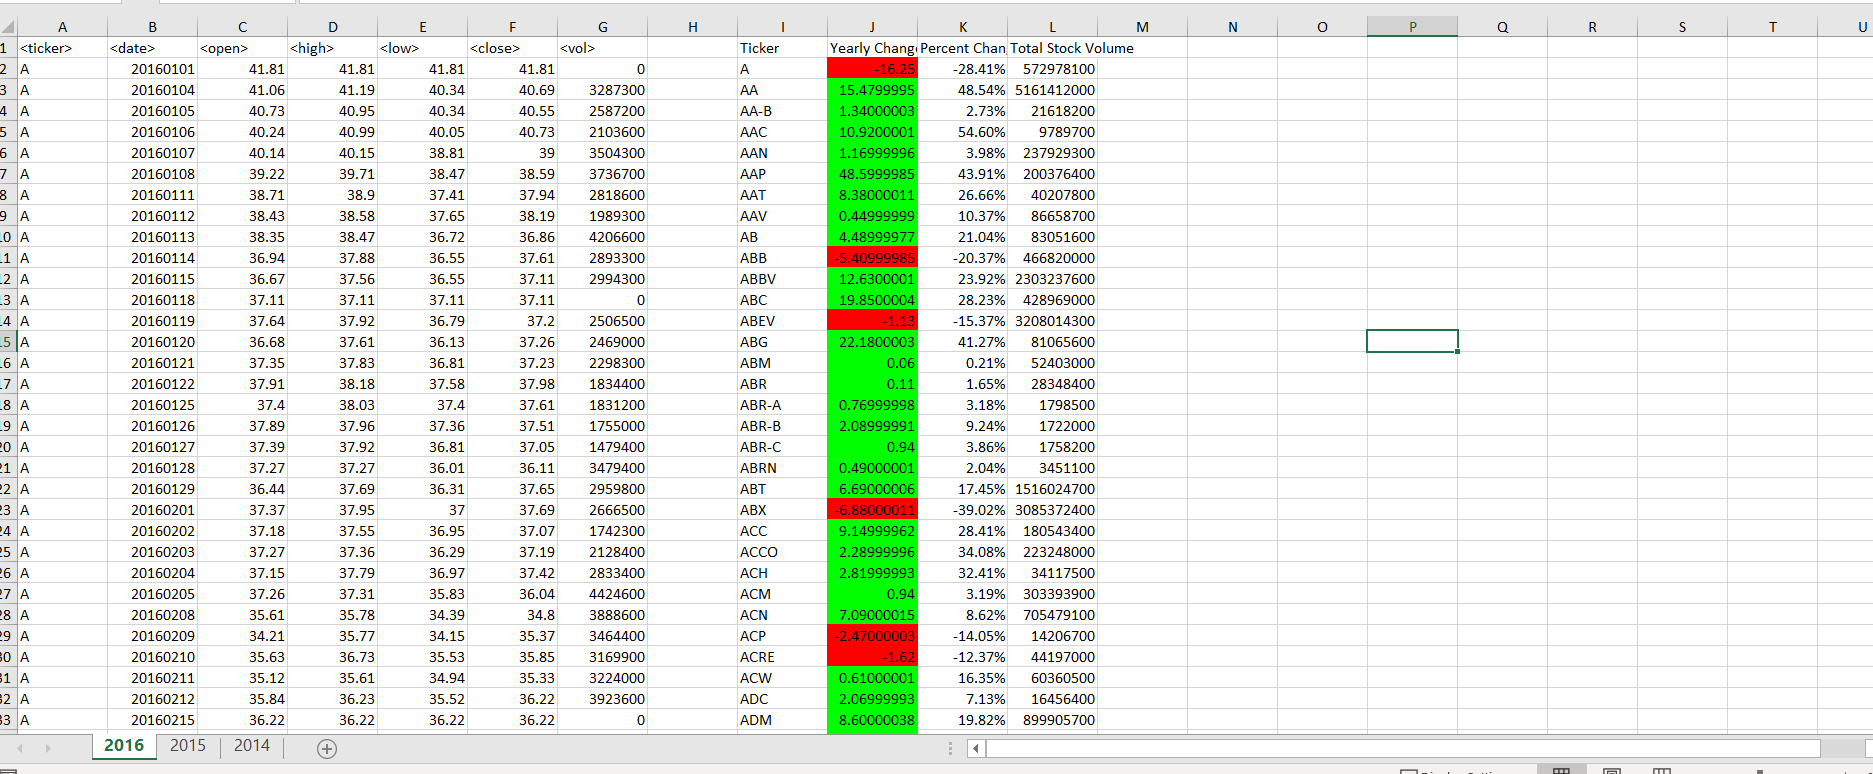 A B C D E F G H I J K L M N O P Q R S T U
1 <ticker> <date> <open> <high> <low> <close> <vol> Ticker Yearly Chang Percent Chan Total Stock Volume
2 A 20160101 41.81 41.81 41.81 41.81 0 A -16.25 -28.41% 572978100
3 A 20160104 41.06 41.19 40.34 40.69 3287300 AA 15.4799995 48.54% 5161412000
4 A 20160105 40.73 40.95 40.34 40.55 2587200 AA-B 1.34000003 2.73% 21618200
5 A 20160106 40.24 40.99 40.05 40.73 2103600 AAC 10.9200001 54.60% 9789700
6 A 20160107 40.14 40.15 38.81 39 3504300 AAN 1.16999996 3.98% 237929300
7 A 20160108 39.22 39.71 38.47 38.59 3736700 AAP 48.5999985 43.91% 200376400
8 A 20160111 38.71 38.9 37.41 37.94 2818600 AAT 8.38000011 26.66% 40207800
9 A 20160112 38.43 38.58 37.65 38.19 1989300 AAV 0.44999999 10.37% 86658700
10 A 20160113 38.35 38.47 36.72 36.86 4206600 AB 4.48999977 21.04% 83051600
11 A 20160114 36.94 37.88 36.55 37.61 2893300 ABB -5.40999985 -20.37% 466820000
12 A 20160115 36.67 37.56 36.55 37.11 2994300 ABBV 12.6300001 23.92% 2303237600
13 A 20160118 37.11 37.11 37.11 37.11 0 ABC 19.8500004 28.23% 428969000
14 A 20160119 37.64 37.92 36.79 37.2 2506500 ABEV -1.13 -15.37% 3208014300
15 A 20160120 36.68 37.61 36.13 37.26 2469000 ABG 22.1800003 41.27% 81065600
16 A 20160121 37.35 37.83 36.81 37.23 2298300 ABM 0.06 0.21% 52403000
17 A 20160122 37.91 38.18 37.58 37.98 1834400 ABR 0.11 1.65% 28348400
18 A 20160125 37.4 38.03 37.4 37.61 1831200 ABR-A 0.76999998 3.18% 1798500
19 A 20160126 37.89 37.96 37.36 37.51 1755000 ABR-B 2.08999991 9.24% 1722000
20 A 20160127 37.39 37.92 36.81 37.05 1479400 ABR-C 0.94 3.86% 1758200
21 A 20160128 37.27 37.27 36.01 36.11 3479400 ABRN 0.49000001 2.04% 3451100
22 A 20160129 36.44 37.69 36.31 37.65 2959800 ABT 6.69000006 17.45% 1516024700
23 A 20160201 37.37 37.95 37 37.69 2666500 ABX -6.88000011 -39.02% 3085372400
24 A 20160202 37.18 37.55 36.95 37.07 1742300 ACC 9.14999962 28.41% 180543400
25 A 20160203 37.27 37.36 36.29 37.19 2128400 ACCO 2.28999996 34.08% 223248000
26 A 20160204 37.15 37.79 36.97 37.42 2833400 ACH 2.81999993 32.41% 34117500
27 A 20160205 37.26 37.31 35.83 36.04 4424600 ACM 0.94 3.19% 303393900
28 A 20160208 35.61 35.78 34.39 34.8 3888600 ACN 7.09000015 8.62% 705479100
29 A 20160209 34.21 35.77 34.15 35.37 3464400 ACP -2.47000003 -14.05% 14206700
30 A 20160210 35.63 36.73 35.53 35.85 3169900 ACRE -1.62 -12.37% 44197000
31 A 20160211 35.12 35.61 34.94 35.33 3224000 ACW 0.61000001 16.35% 60360500
32 A 20160212 35.84 36.23 35.52 36.22 3923600 ADC 2.06999993 7.13% 16456400
33 A 20160215 36.22 36.22 36.22 36.22 0 ADM 8.60000038 19.82% 899905700
2016 2015 2014